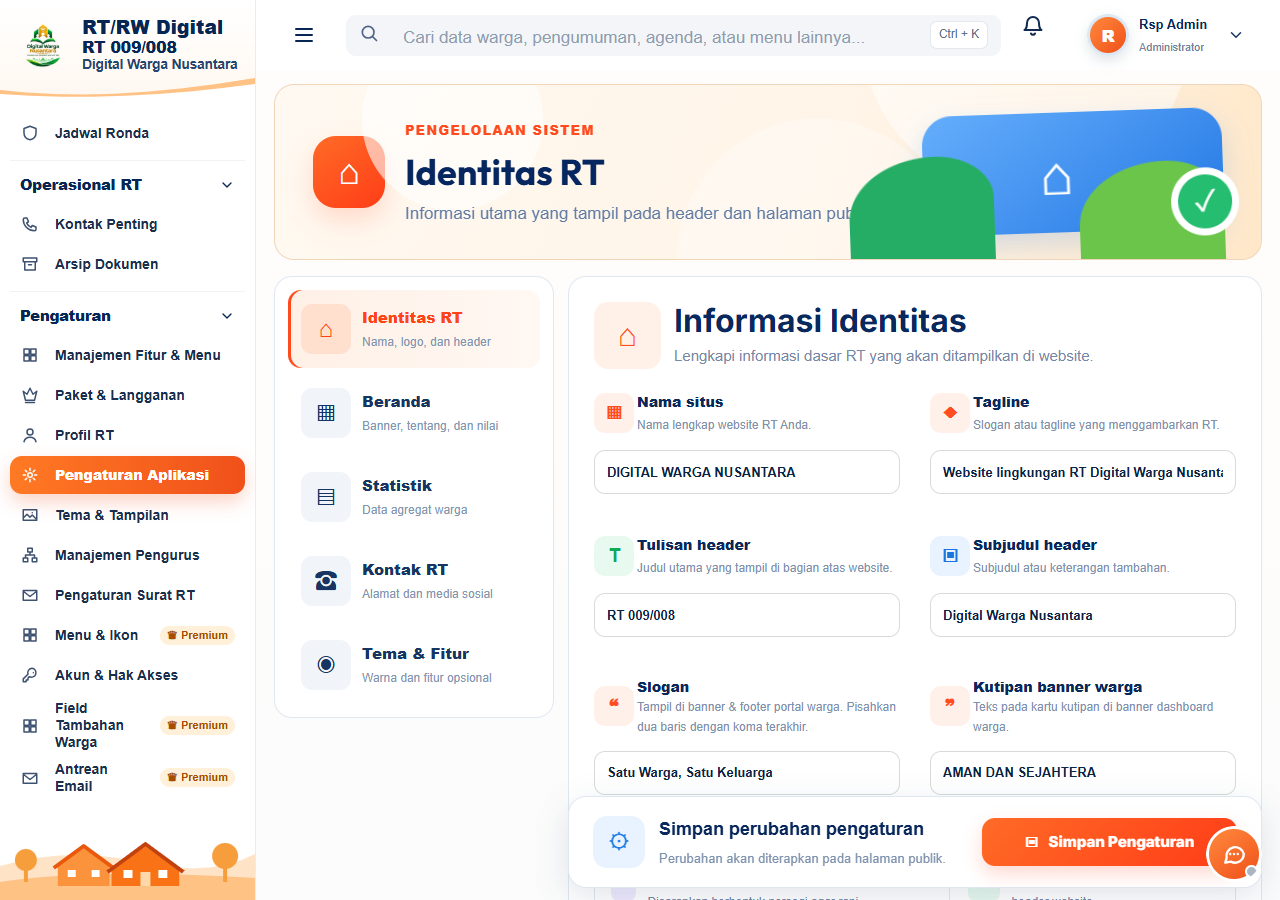 RT/RW Digital
RT 009/008
Digital Warga Nusantara
Cari data warga, pengumuman, agenda, atau menu lainnya...
Ctrl + K
R
Rsp Admin
Administrator
Jadwal Ronda
Operasional RT
Kontak Penting
Arsip Dokumen
Pengaturan
Manajemen Fitur & Menu
Paket & Langganan
Profil RT
Pengaturan Aplikasi
Tema & Tampilan
Manajemen Pengurus
Pengaturan Surat RT
Menu & Ikon
Premium
Akun & Hak Akses
Field Tambahan Warga
Premium
Antrean Email
Premium
PENGELOLAAN SISTEM
Identitas RT
Informasi utama yang tampil pada header dan halaman pub
Identitas RT
Nama, logo, dan header
Beranda
Banner, tentang, dan nilai
Statistik
Data agregat warga
Kontak RT
Alamat dan media sosial
Tema & Fitur
Warna dan fitur opsional
Informasi Identitas
Lengkapi informasi dasar RT yang akan ditampilkan di website.
Nama situs
Nama lengkap website RT Anda.
DIGITAL WARGA NUSANTARA
Tagline
Slogan atau tagline yang menggambarkan RT.
Website lingkungan RT Digital Warga Nusanta
T
Tulisan header
Judul utama yang tampil di bagian atas website.
RT 009/008
Subjudul header
Subjudul atau keterangan tambahan.
Digital Warga Nusantara
Slogan
Tampil di banner & footer portal warga. Pisahkan
dua baris dengan koma terakhir.
Satu Warga, Satu Keluarga
Kutipan banner warga
Teks pada kartu kutipan di banner dashboard
warga.
AMAN DAN SEJAHTERA
Simpan perubahan pengaturan
Perubahan akan diterapkan pada halaman publik.
Simpan Pengaturan